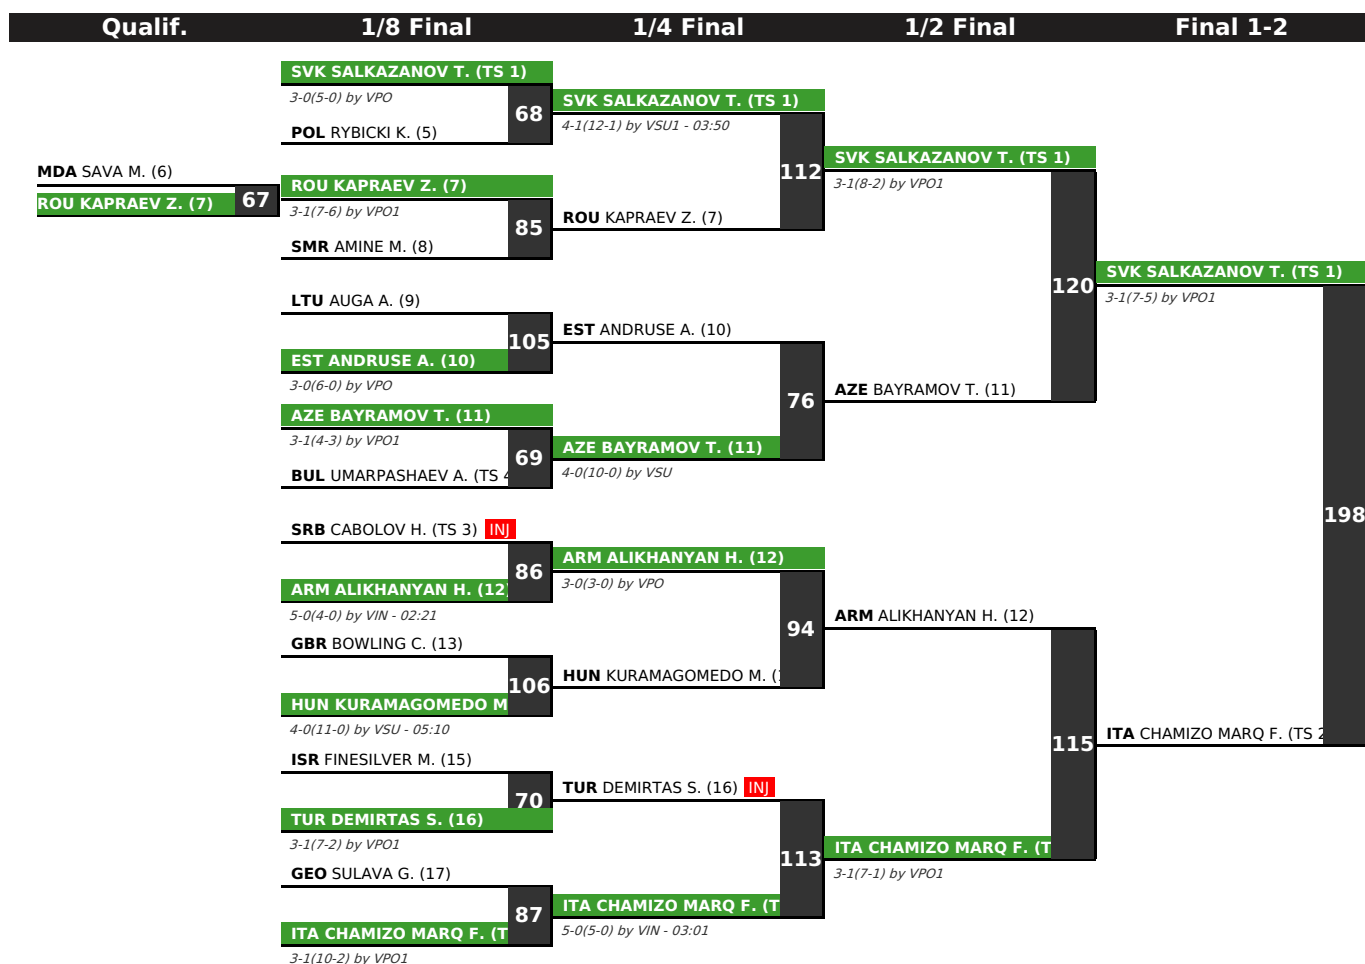 Qualif. 1/8 Final 1/4 Final 1/2 Final Final 1-2
MDA SAVA M. (6)
ROU KAPRAEV Z. (7) 67
SVK SALKAZANOV T. (TS 1)
3-0(5-0) by VPO
68
POL RYBICKI K. (5)
ROU KAPRAEV Z. (7)
3-1(7-6) by VPO1
85
SMR AMINE M. (8)
LTU AUGA A. (9)
105
EST ANDRUSE A. (10)
3-0(6-0) by VPO
AZE BAYRAMOV T. (11)
3-1(4-3) by VPO1
69
BUL UMARPASHAEV A. (TS 4
SRB CABOLOV H. (TS 3) INJ
86
ARM ALIKHANYAN H. (12)
5-0(4-0) by VIN - 02:21
GBR BOWLING C. (13)
106
HUN KURAMAGOMEDO M
4-0(11-0) by VSU - 05:10
ISR FINESILVER M. (15)
70
TUR DEMIRTAS S. (16)
3-1(7-2) by VPO1
GEO SULAVA G. (17)
87
ITA CHAMIZO MARQ F. (T
3-1(10-2) by VPO1
SVK SALKAZANOV T. (TS 1)
4-1(12-1) by VSU1 - 03:50
112
ROU KAPRAEV Z. (7)
EST ANDRUSE A. (10)
76
AZE BAYRAMOV T. (11)
4-0(10-0) by VSU
ARM ALIKHANYAN H. (12)
3-0(3-0) by VPO
94
HUN KURAMAGOMEDO M. (
TUR DEMIRTAS S. (16) INJ
113
ITA CHAMIZO MARQ F. (T
5-0(5-0) by VIN - 03:01
SVK SALKAZANOV T. (TS 1)
3-1(8-2) by VPO1
120
AZE BAYRAMOV T. (11)
ARM ALIKHANYAN H. (12)
115
ITA CHAMIZO MARQ F. (T
3-1(7-1) by VPO1
SVK SALKAZANOV T. (TS 1)
3-1(7-5) by VPO1
198
ITA CHAMIZO MARQ F. (TS 2